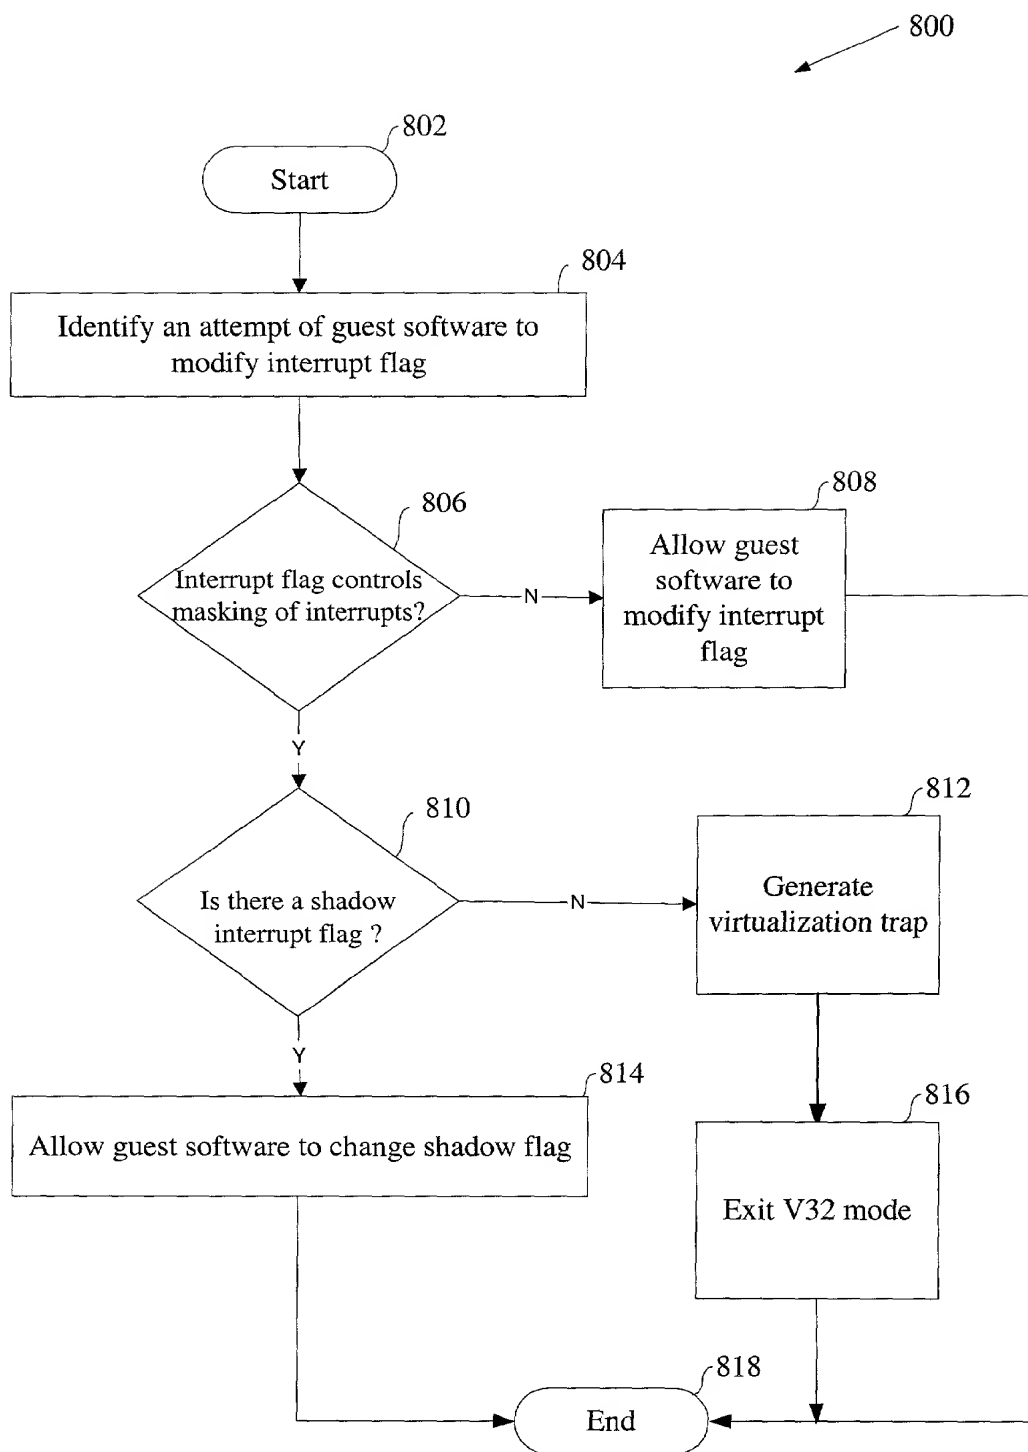 800
802
Start
804
Identify an attempt of guest software to
modify interrupt flag
806
Interrupt flag controls
masking of interrupts?
N
808
Allow guest
software to
modify interrupt
flag
Y
810
Is there a shadow
interrupt flag ?
N
812
Generate
virtualization trap
Y
814
Allow guest software to change shadow flag
816
Exit V32 mode
818
End